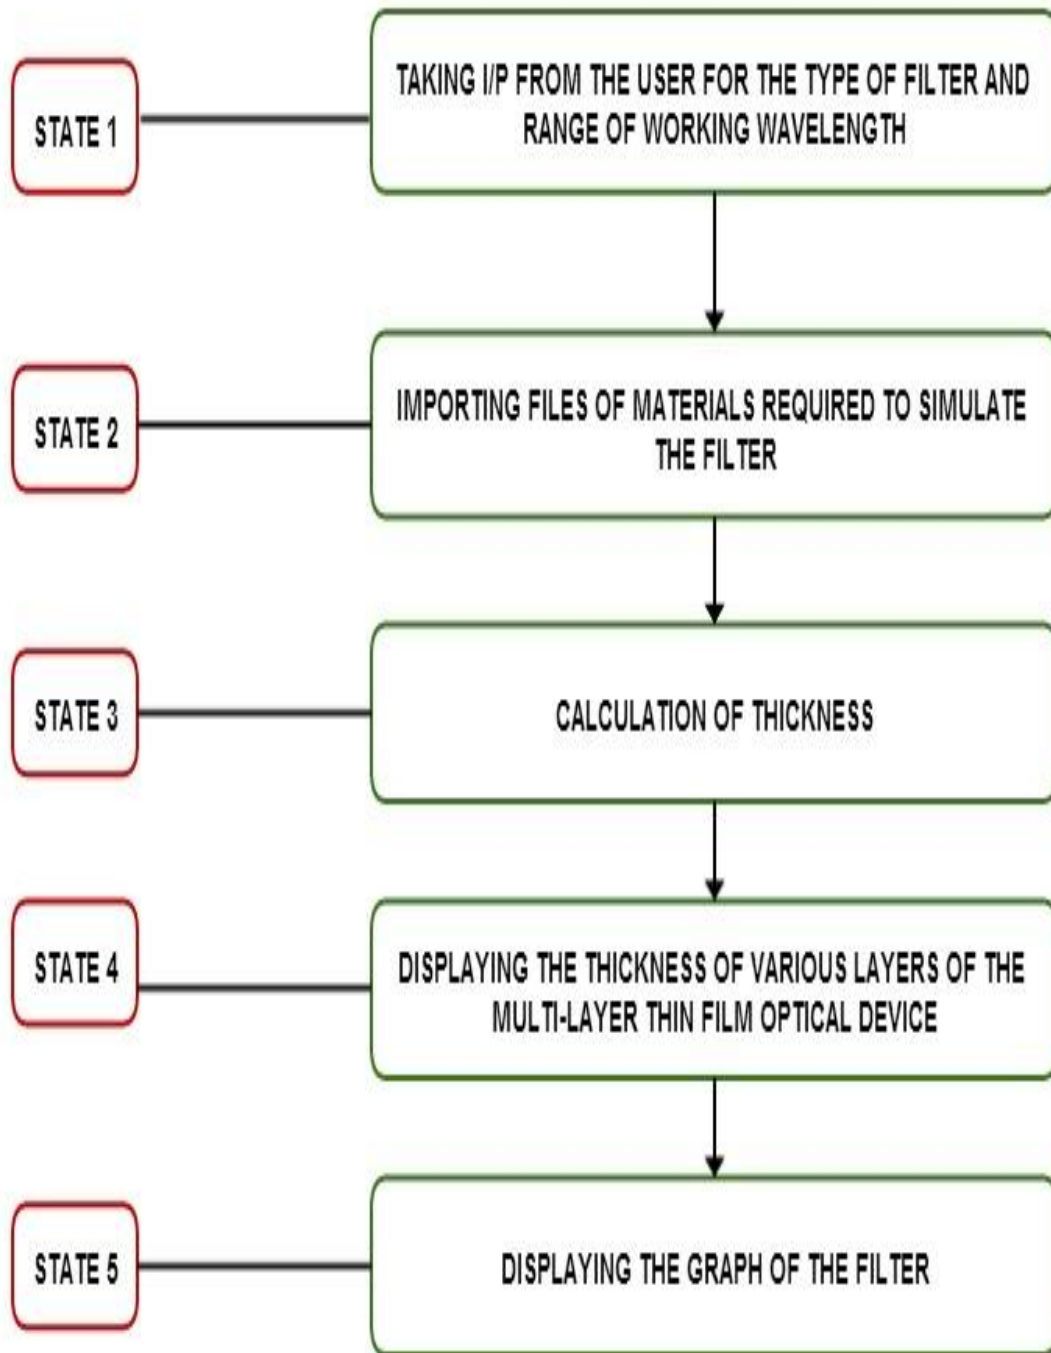 STATE 1
TAKING I/P FROM THE USER FOR THE TYPE OF FILTER AND
RANGE OF WORKING WAVELENGTH
STATE 2
IMPORTING FILES OF MATERIALS REQUIRED TO SIMULATE
THE FILTER
STATE 3
CALCULATION OF THICKNESS
STATE 4
DISPLAYING THE THICKNESS OF VARIOUS LAYERS OF THE
MULTI-LAYER THIN FILM OPTICAL DEVICE
STATE 5
DISPLAYING THE GRAPH OF THE FILTER